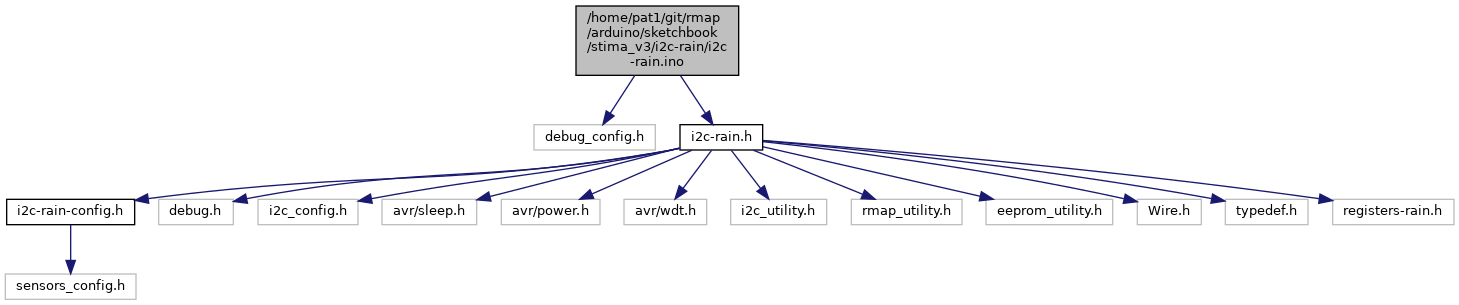 /home/pat1/git/rmap
/arduino/sketchbook
/stima_v3/i2c-rain/i2c
-rain.ino
debug_config.h
i2c-rain.h
i2c-rain-config.h
debug.h
i2c_config.h
avr/sleep.h
avr/power.h
avr/wdt.h
i2c_utility.h
rmap_utility.h
eeprom_utility.h
Wire.h
typedef.h
registers-rain.h
sensors_config.h